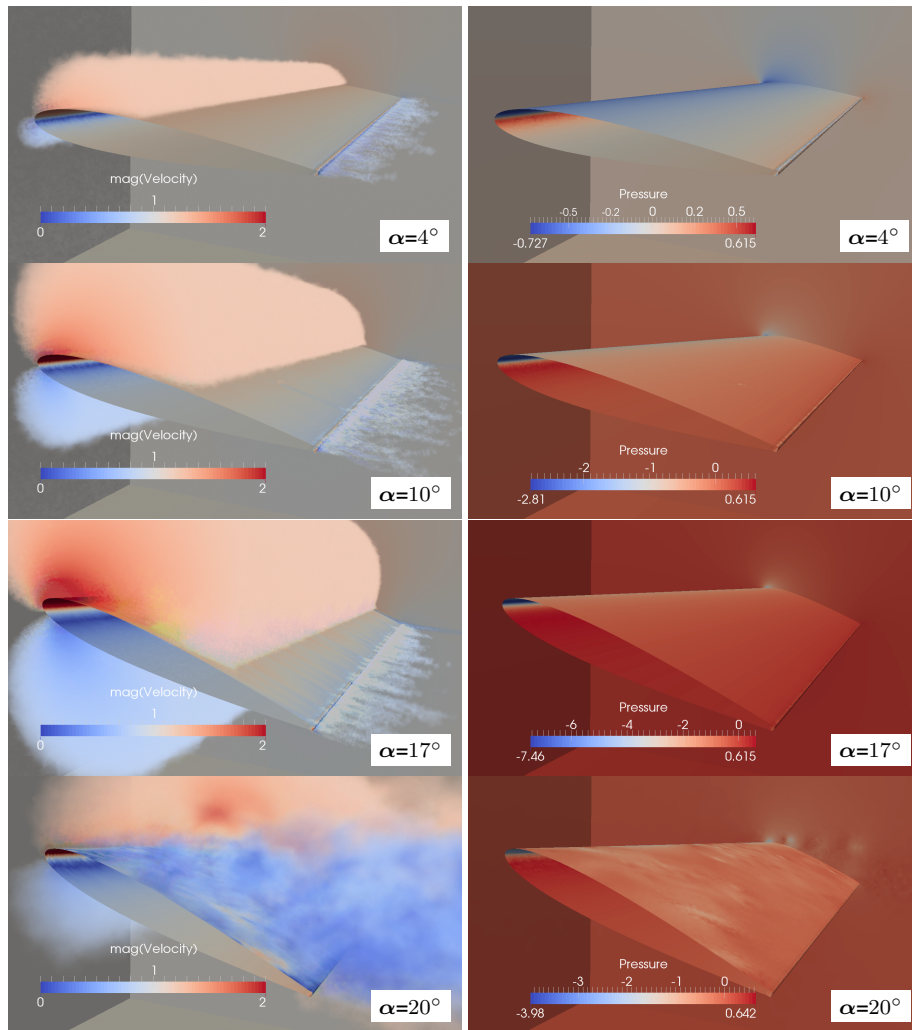 mag(Velocity)
1
0 2
α=4°
Pressure
-0.5 -0.2 0 0.2 0.5
-0.727 0.615
α=4°
mag(Velocity)
1
0 2
α=10°
Pressure
-2 -1 0
-2.81 0.615
α=10°
mag(Velocity)
1
0 2
α=17°
Pressure
-6 -4 -2 0
-7.46 0.615
α=17°
mag(Velocity)
1
0 2
α=20°
Pressure
-3 -2 -1 0
-3.98 0.642
α=20°